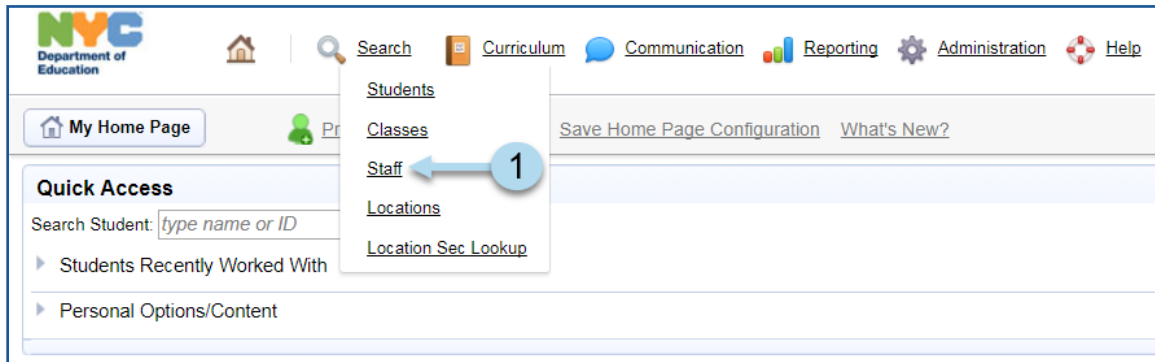 NYC
Department of
Education
Search Curriculum Communication Reporting Administration Help
Students
Classes
Staff 1
Locations
Location Sec Lookup
My Home Page Save Home Page Configuration What's New?
Quick Access
Search Student: type name or ID
Students Recently Worked With
Personal Options/Content